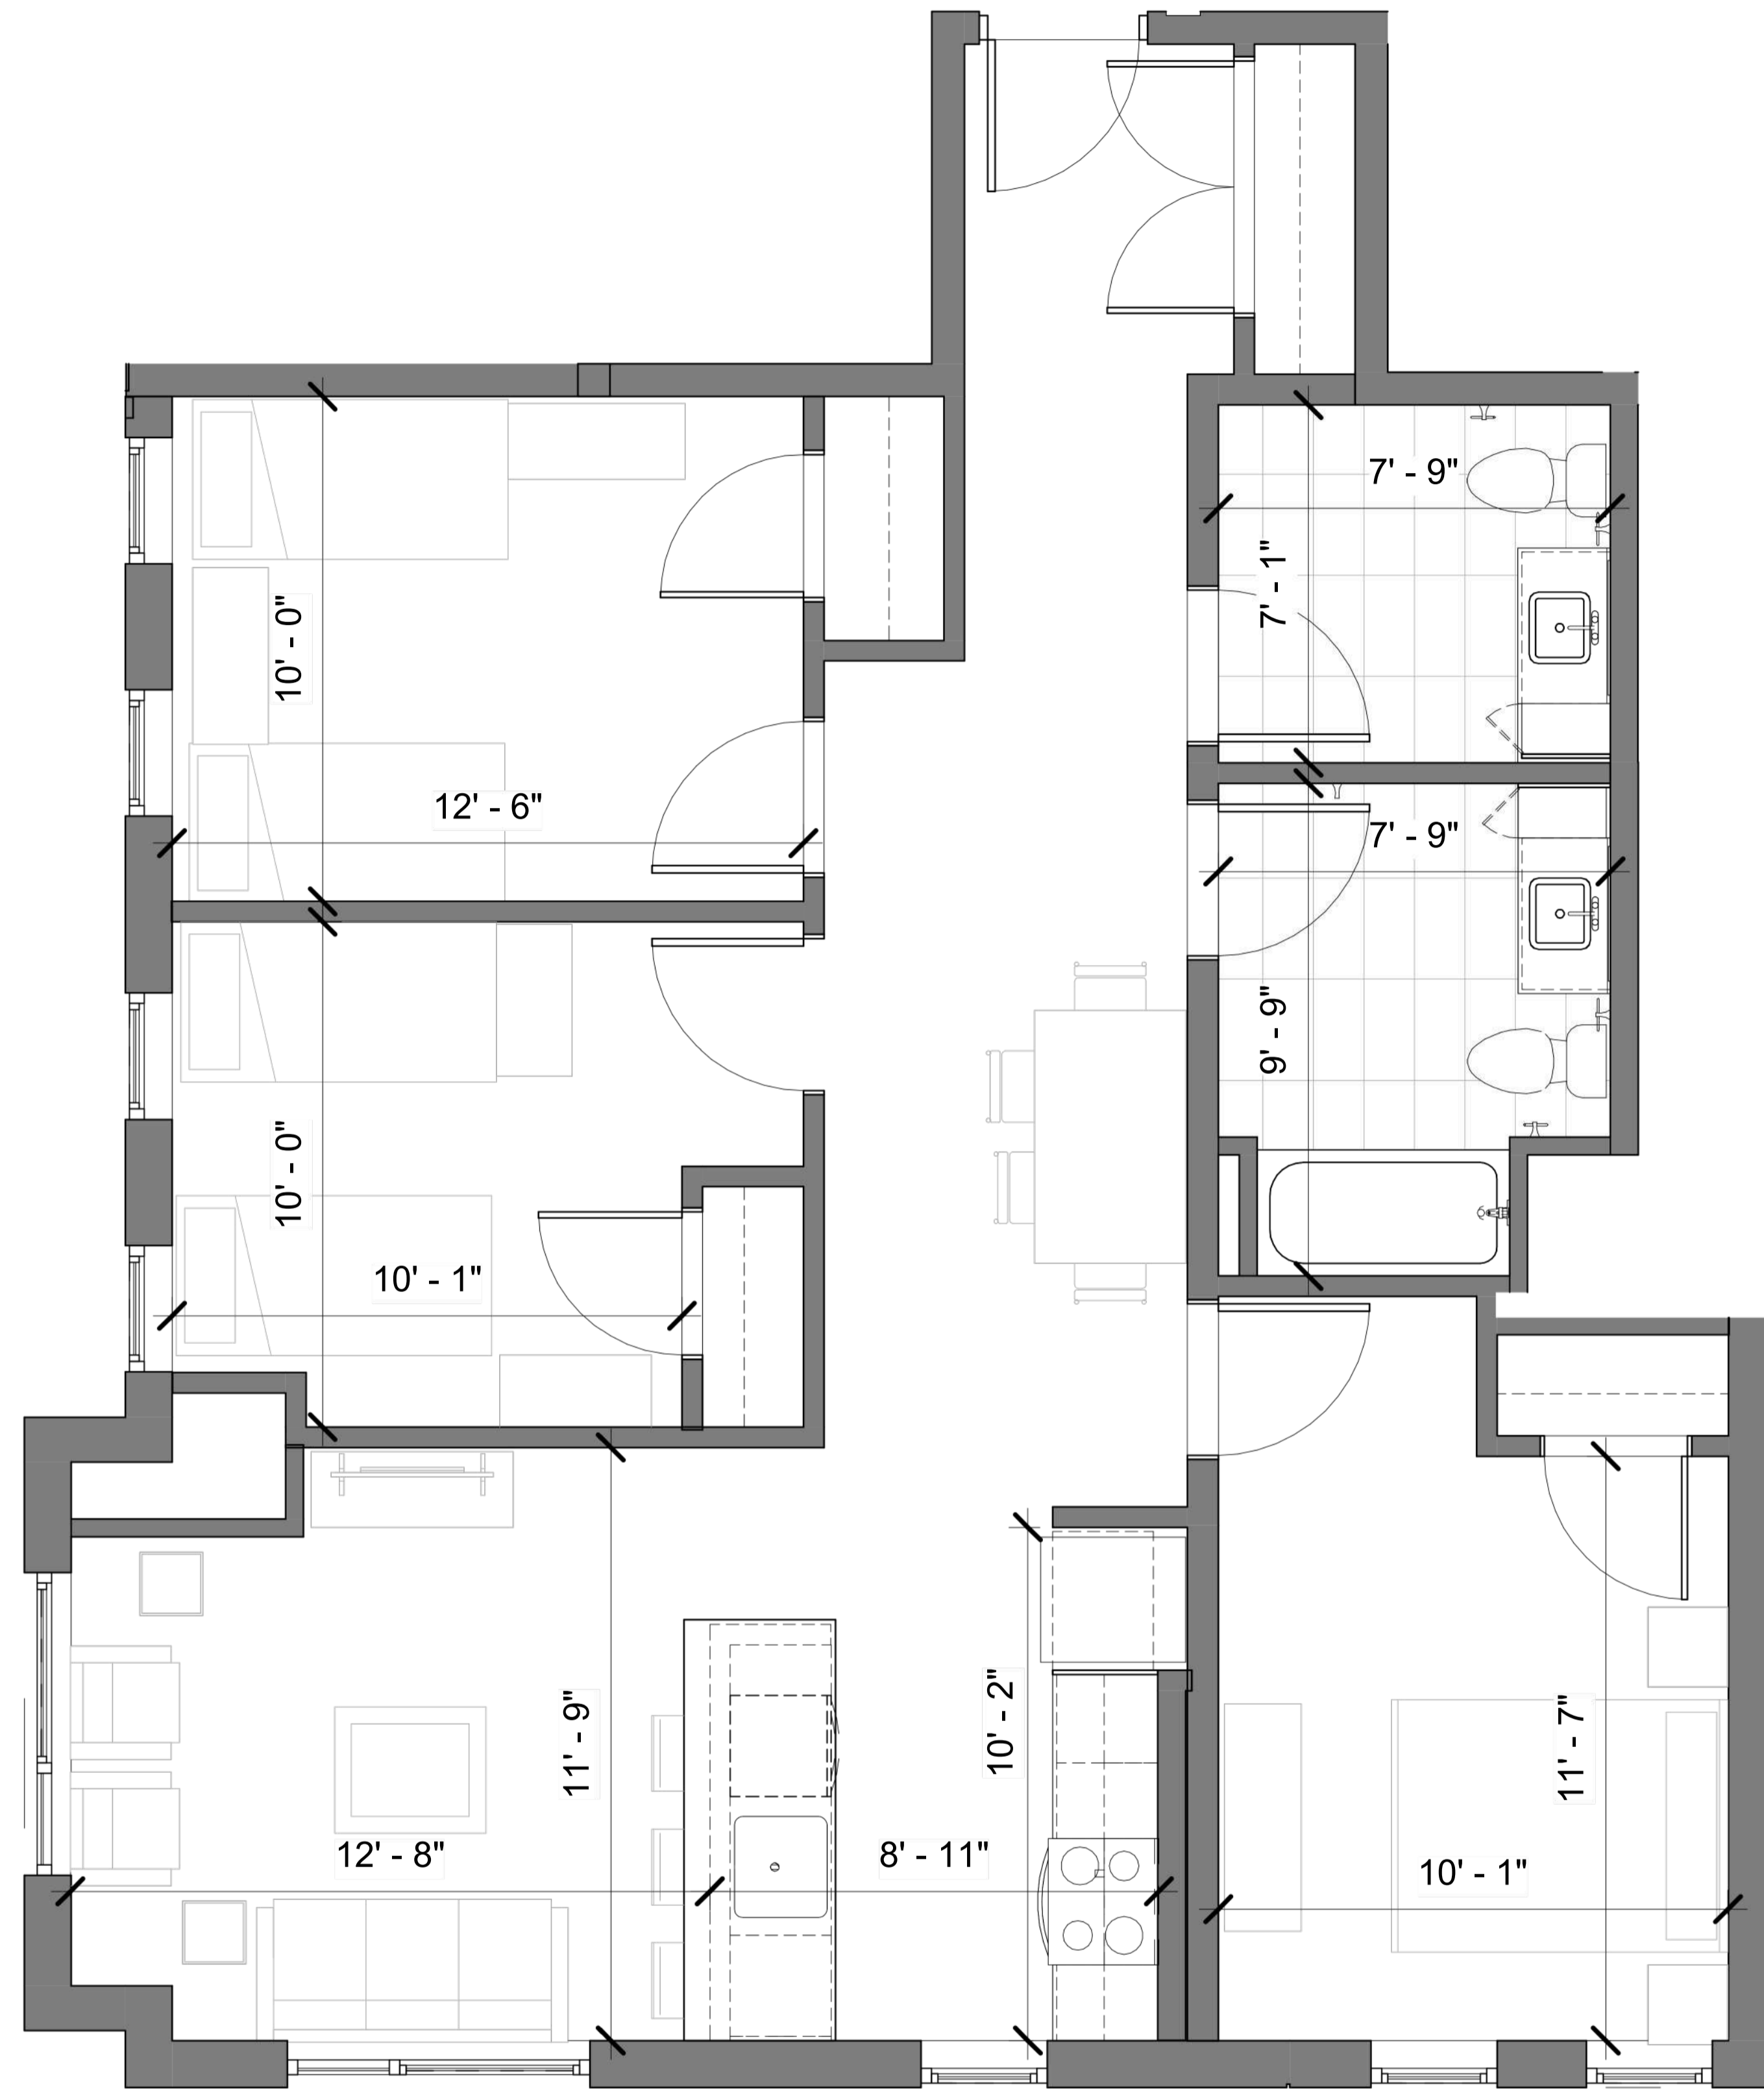 7' - 9"
7' - 1"
10' - 0"
12' - 6"
7' - 9"
9' - 9"
10' - 0"
10' - 1"
11' - 9"
10' - 2"
11' - 7"
12' - 8"
8' - 11"
10' - 1"